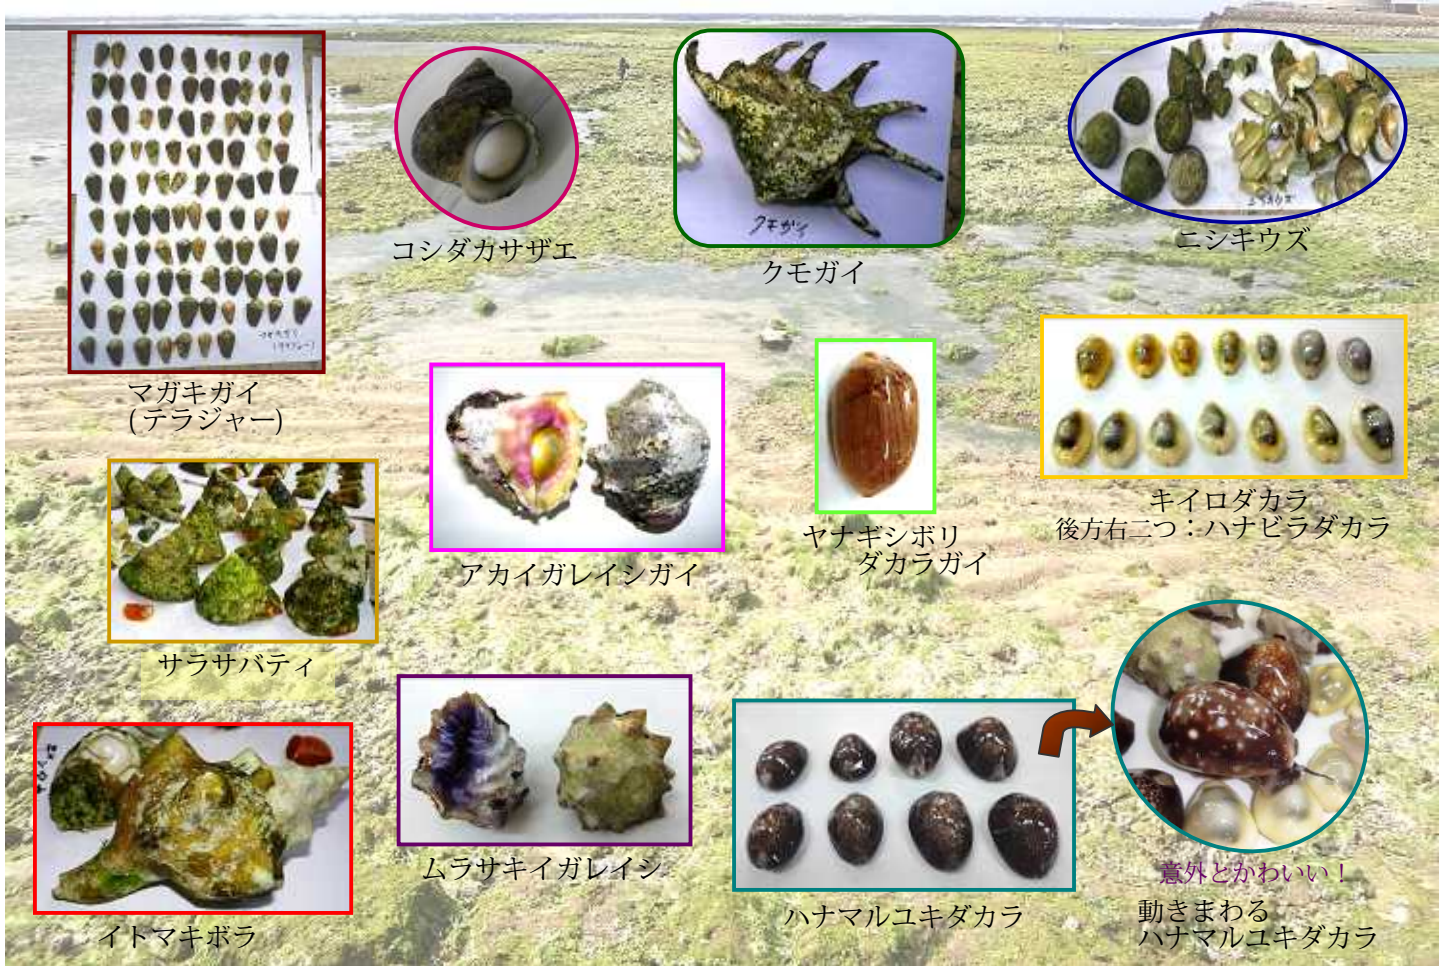 クモガイ
ニシキウズ
コシダカサザエ
クモガイ
ニシキウズ
マガキガイ
(テラジャー)
アカイガレイシガイ
ヤナギシボリ
ダカラガイ
キイロダカラ
後方右二つ：ハナビラダカラ
サラサバティ
イトマキボラ
ムラサキイガレイシ
ハナマルユキダカラ
意外とかわいい！
動きまわる
ハナマルユキダカラ